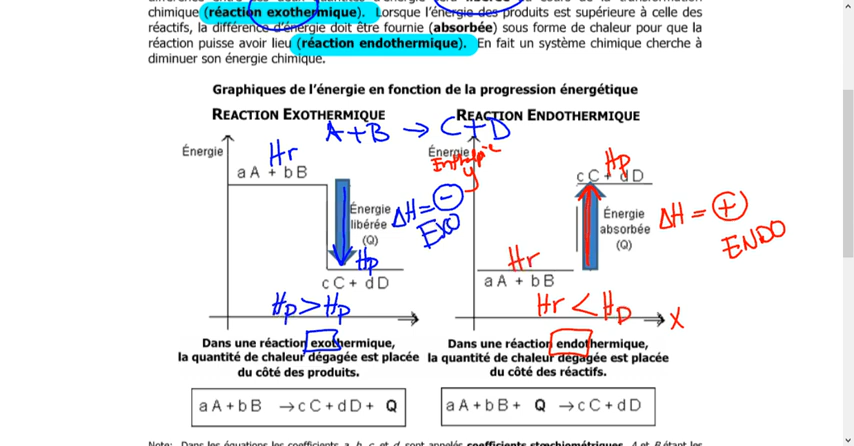 chimique (réaction exothermique). Lorsque l'énergie des produits est supérieure à celle des
réactifs, la différence d'énergie doit être fournie (absorbée) sous forme de chaleur pour que la
réaction puisse avoir lieu (réaction endothermique). En fait un système chimique cherche à
diminuer son énergie chimique.
Graphiques de l'énergie en fonction de la progression énergétique
REACTION EXOTHERMIQUE
A+B → C+D
Énergie
Hr
aA + bB
Énergie
libérée
(Q)
ΔH = -
EXO
Hp
cC + dD
Hp > Hp
Dans une réaction exothermique,
la quantité de chaleur dégagée est placée
du côté des produits.
aA + bB → cC + dD + Q
REACTION ENDOTHERMIQUE
Énergie
Enthalpie
Hp
cC + dD
Énergie
absorbée
(Q)
ΔH = +
ENDO
Hr
aA + bB
Hr < HD
X
Dans une réaction endothermique,
la quantité de chaleur dégagée est placée
du côté des réactifs.
aA + bB + Q → cC + dD